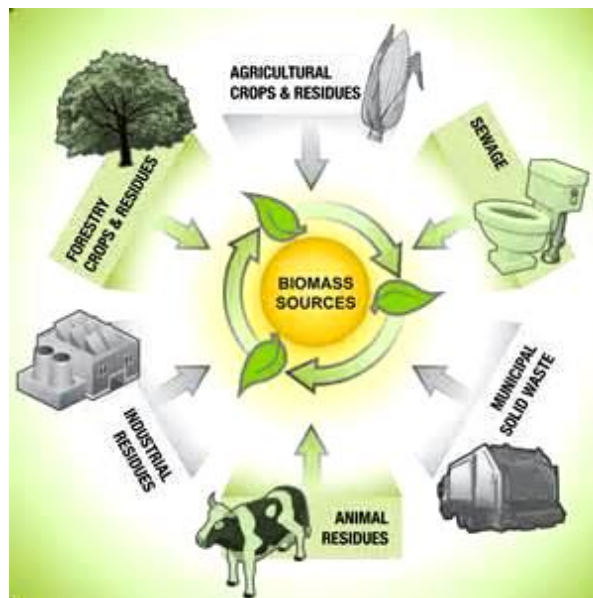 AGRICULTURAL
CROPS & RESIDUES
SEWAGE
FORESTRY
CROPS & RESIDUES
BIOMASS
SOURCES
INDUSTRIAL
RESIDUES
MUNICIPAL
SOLID WASTE
ANIMAL
RESIDUES